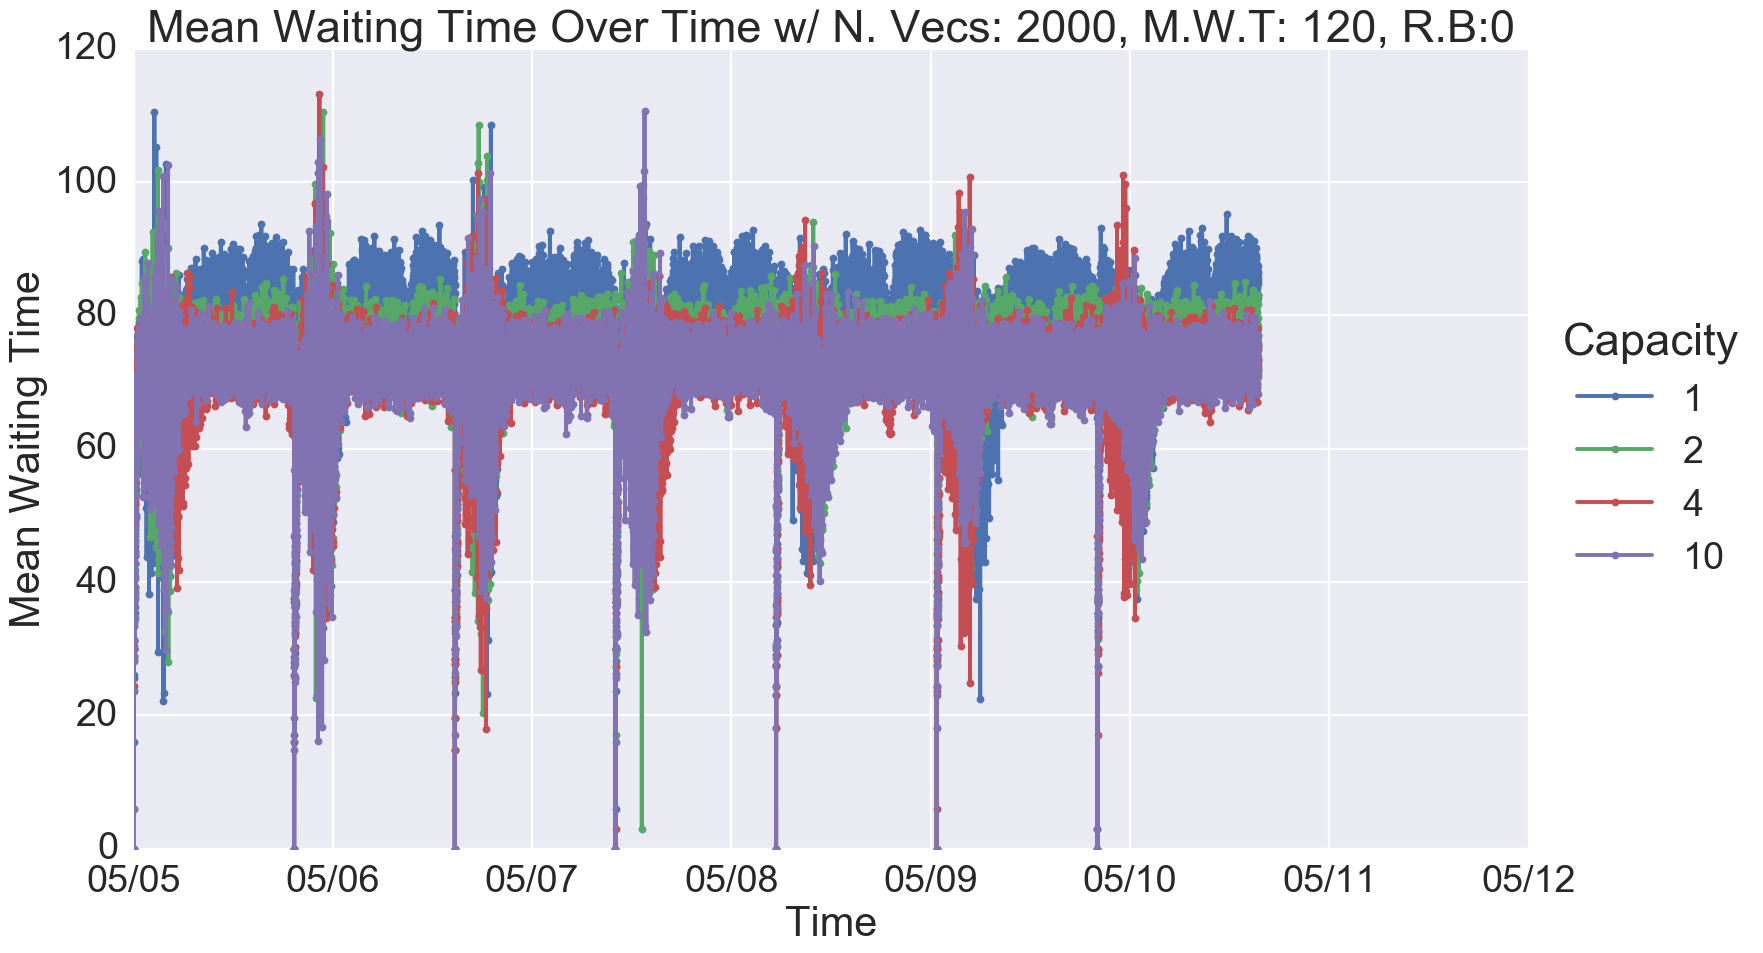 Mean Waiting Time Over Time w/ N. Vecs: 2000, M.W.T: 120, R.B:0
120
100
80
60
40
20
0
Mean Waiting Time
05/05 05/06 05/07 05/08 05/09 05/10 05/11 05/12
Time
Capacity
1
2
4
10